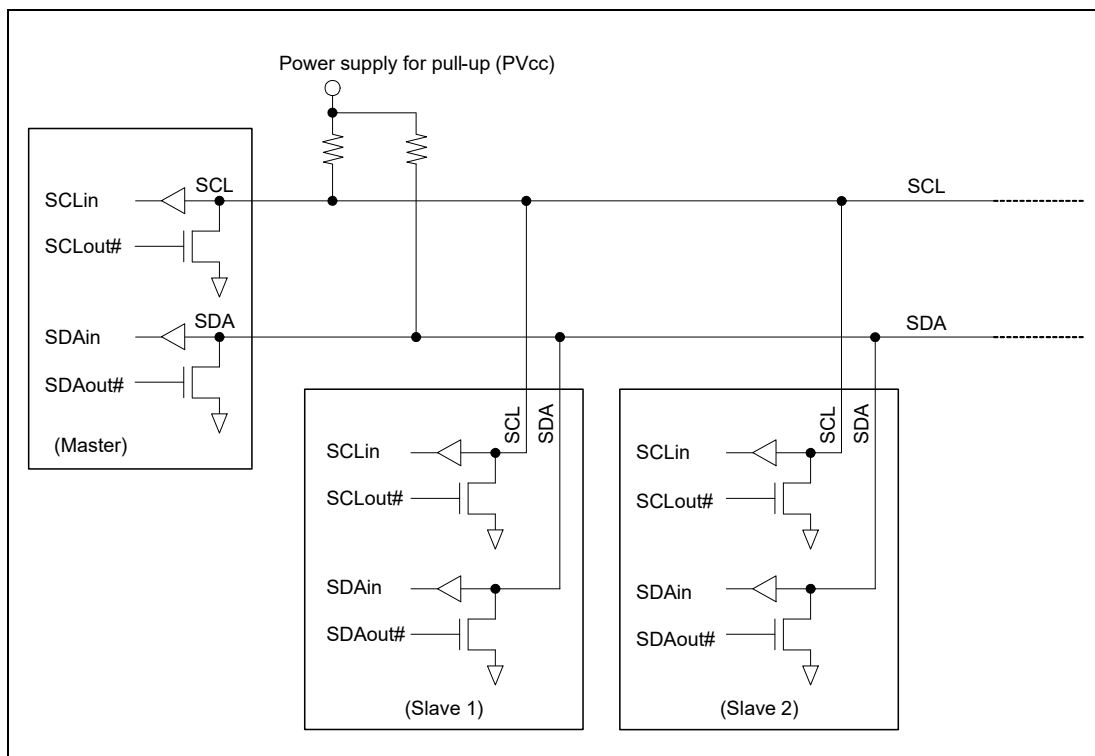 Power supply for pull-up (PVcc)
SCL
SCLin
SCLout#
SDA
SDAin
SDAout#
(Master)
SCL
SDA
SCL
SDA
SCLin
SCLout#
SDAin
SDAout#
(Slave 1)
SCL
SDA
SCLin
SCLout#
SDAin
SDAout#
(Slave 2)